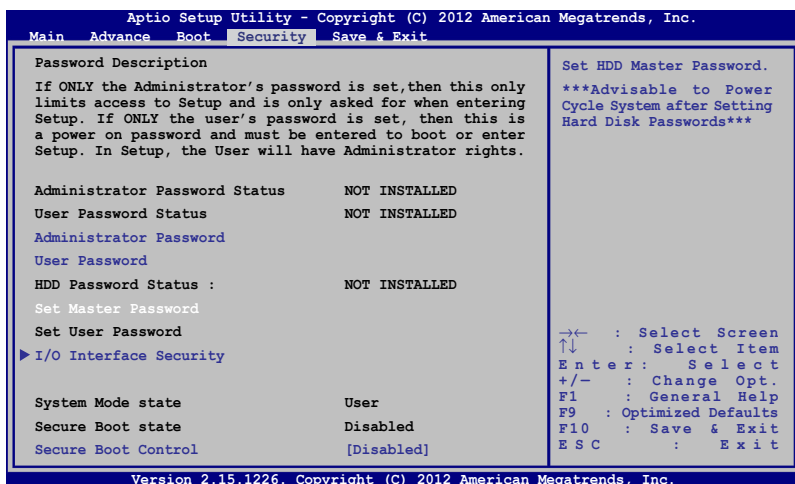 Aptio Setup Utility - Copyright (C) 2012 American Megatrends, Inc.
Main Advance Boot Security Save & Exit
Password Description
If ONLY the Administrator's password is set,then this only
limits access to Setup and is only asked for when entering
Setup. If ONLY the user's password is set, then this is
a power on password and must be entered to boot or enter
Setup. In Setup, the User will have Administrator rights.
Administrator Password Status NOT INSTALLED
User Password Status NOT INSTALLED
Administrator Password
User Password
HDD Password Status : NOT INSTALLED
Set Master Password
Set User Password
I/O Interface Security
System Mode state User
Secure Boot state Disabled
Secure Boot Control [Disabled]
Set HDD Master Password.
***Advisable to Power
Cycle System after Setting
Hard Disk Passwords***
→← : Select Screen
↑↓ : Select Item
Enter: Select
+/— : Change Opt.
F1 : General Help
F9 : Optimized Defaults
F10 : Save & Exit
ESC : Exit
Version 2.15.1226. Copyright (C) 2012 American Megatrends, Inc.